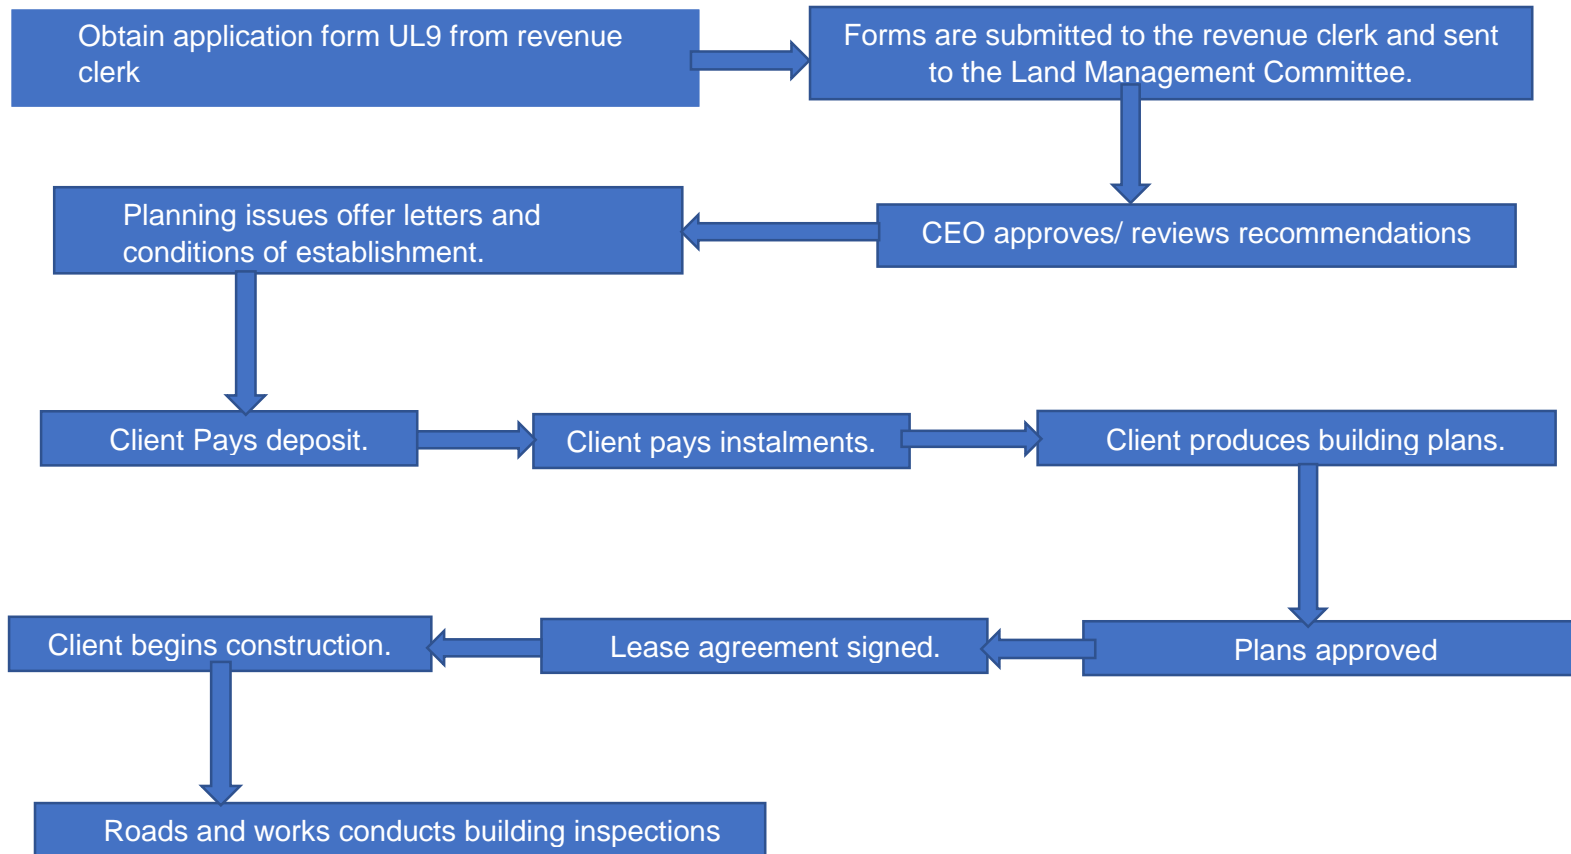 Obtain application form UL9 from revenue
clerk
Forms are submitted to the revenue clerk and sent
to the Land Management Committee.
CEO approves/ reviews recommendations
Planning issues offer letters and
conditions of establishment.
Client Pays deposit.
Client pays instalments.
Client produces building plans.
Plans approved
Lease agreement signed.
Client begins construction.
Roads and works conducts building inspections